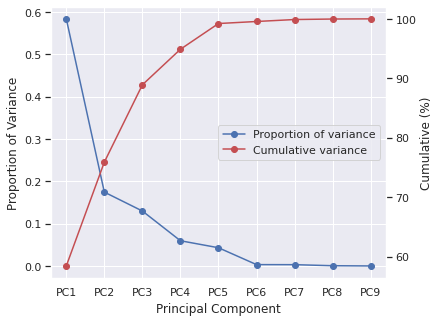 0.6
0.5
0.4
0.3
0.2
0.1
0.0
Proportion of Variance
100
90
80
70
60
Cumulative (%)
Proportion of variance
Cumulative variance
PC1 PC2 PC3 PC4 PC5 PC6 PC7 PC8 PC9
Principal Component